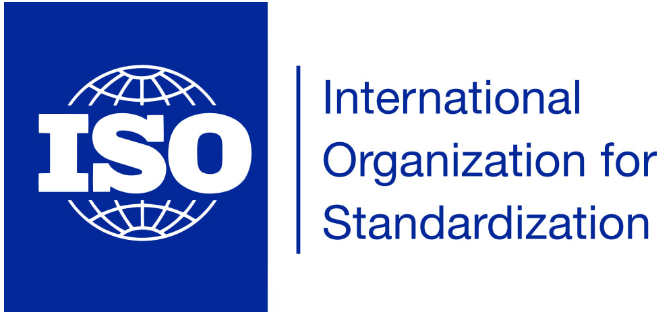 ISO
International
Organization for
Standardization